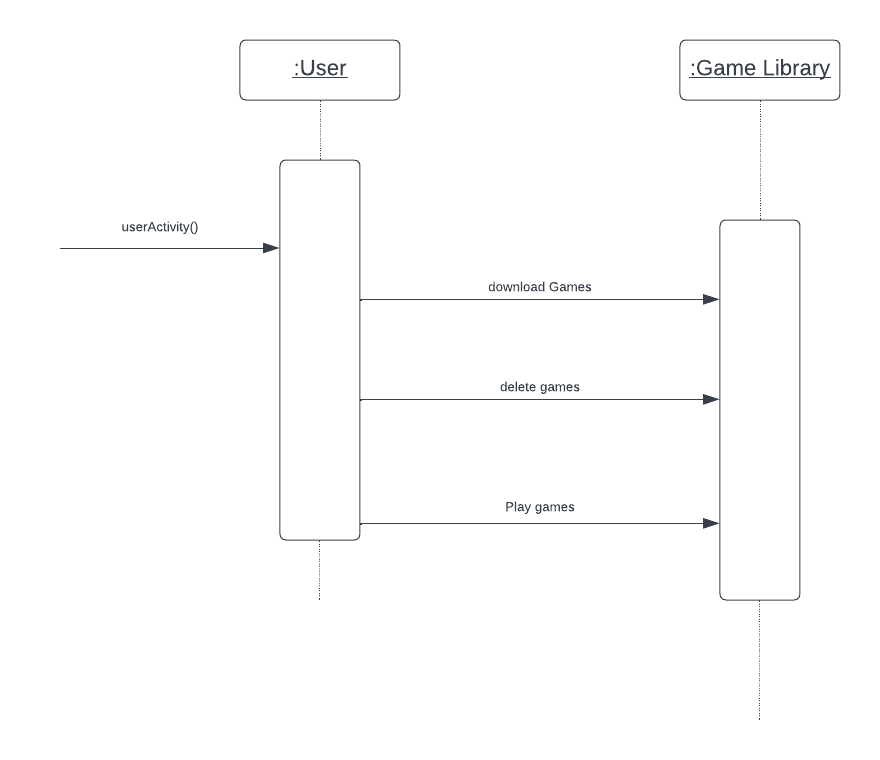 :User
:Game Library
userActivity()
download Games
delete games
Play games